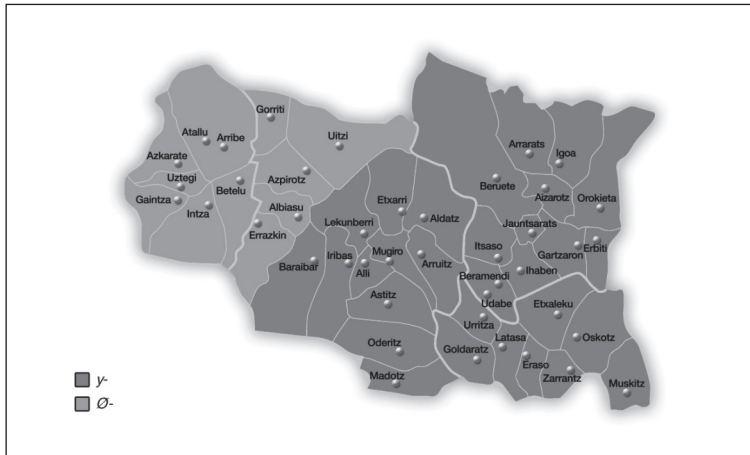 Gorriti
Uitzi
Atallu
Arribe
Azkarate
Uztegi
Gaintza
Intza
Betelu
Azpirotz
Albiasu
Errazkin
Etxarri
Aldatz
Lekunberri
Baraibar
Iribas
Alli
Mugiro
Arruitz
Astitz
Oderitz
Madotz
Arrarats
Igoa
Beruete
Aizarotz
Orokieta
Jauntsarats
Itsaso
Gartzaron
Erbiti
Ihaben
Beramendi
Udabe
Urritza
Etxaleku
Latasa
Oskotz
Goldaratz
Eraso
Zarrantz
Muskitz
y-
Ø-